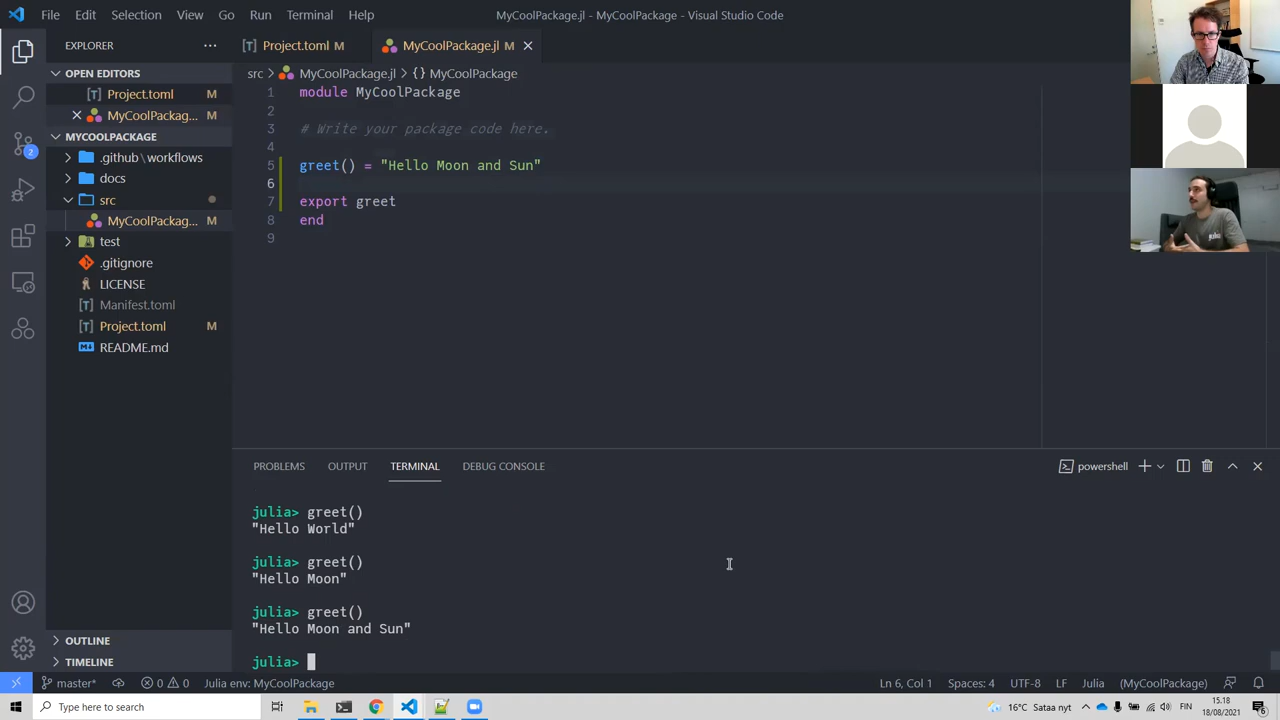 File Edit Selection View Go Run Terminal Help
MyCoolPackage.jl - MyCoolPackage - Visual Studio Code
EXPLORER
OPEN EDITORS
Project.toml M
MyCoolPackag... M
MYCOOLPACKAGE
.github\workflows
docs
src
MyCoolPackag... M
test
.gitignore
LICENSE
Manifest.toml
Project.toml M
README.md
OUTLINE
TIMELINE
2
Project.toml M
MyCoolPackage.jl M
src > MyCoolPackage.jl > {} MyCoolPackage
1 module MyCoolPackage
2
3 # Write your package code here.
4
5 greet() = "Hello Moon and Sun"
6
7 export greet
8 end
9
PROBLEMS OUTPUT TERMINAL DEBUG CONSOLE
powershell
julia> greet()
"Hello World"
julia> greet()
"Hello Moon"
julia> greet()
"Hello Moon and Sun"
julia>
master* 0 0 Julia env: MyCoolPackage
Ln 6, Col 1 Spaces: 4 UTF-8 LF Julia (MyCoolPackage)
Type here to search
16°C Sataa nyt
FIN
15.18
18/08/2021
julia